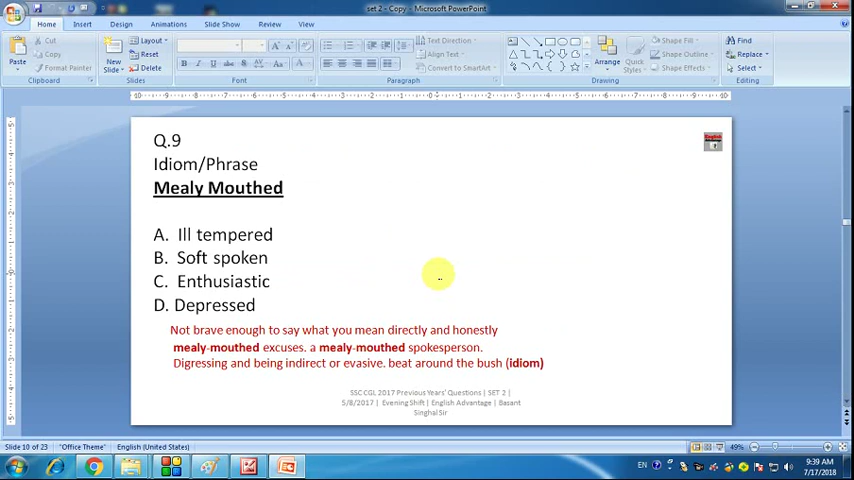 set 2 - Copy - Microsoft PowerPoint
Home Insert Design Animations Slide Show Review View
Cut
Copy
Format Painter
Paste
Clipboard
New
Slide
Layout
Reset
Delete
Slides
Font
Paragraph
Text Direction
Align Text
Convert to SmartArt
Arrange
Quick
Styles
Shape Fill
Shape Outline
Shape Effects
Drawing
Find
Replace
Select
Editing
Q.9
Idiom/Phrase
Mealy Mouthed
A. Ill tempered
B. Soft spoken
C. Enthusiastic
D. Depressed
Not brave enough to say what you mean directly and honestly
mealy-mouthed excuses. a mealy-mouthed spokesperson.
Digressing and being indirect or evasive. beat around the bush (idiom)
SSC CGL 2017 Previous Years' Questions | SET 2 |
5/8/2017 | Evening Shift | English Advantage | Basant
Singhal Sir
Slide 10 of 23 "Office Theme" English (United States) 49%
EN 9:39 AM
7/17/2018